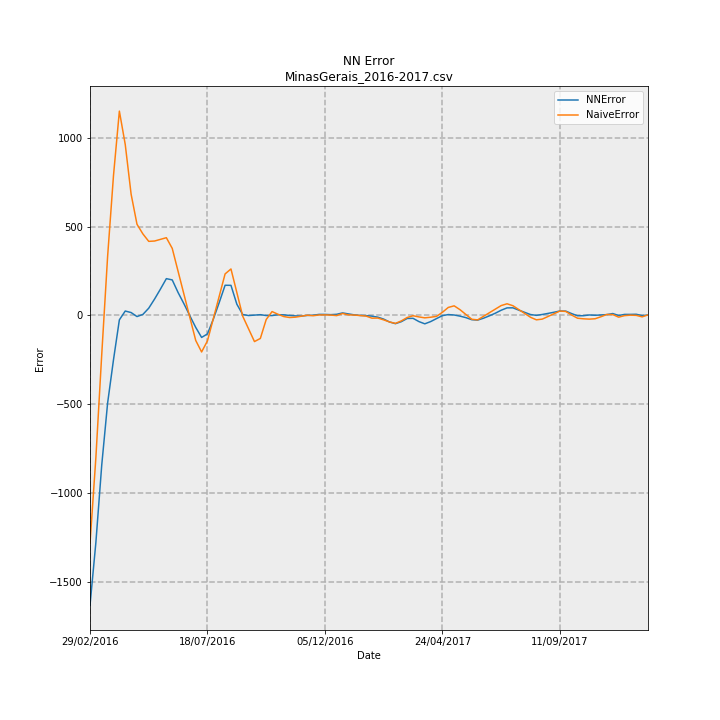 NN Error
MinasGerais_2016-2017.csv
NNError
NaiveError
1000
500
0
−500
−1000
−1500
Error
29/02/2016
18/07/2016
05/12/2016
24/04/2017
11/09/2017
Date